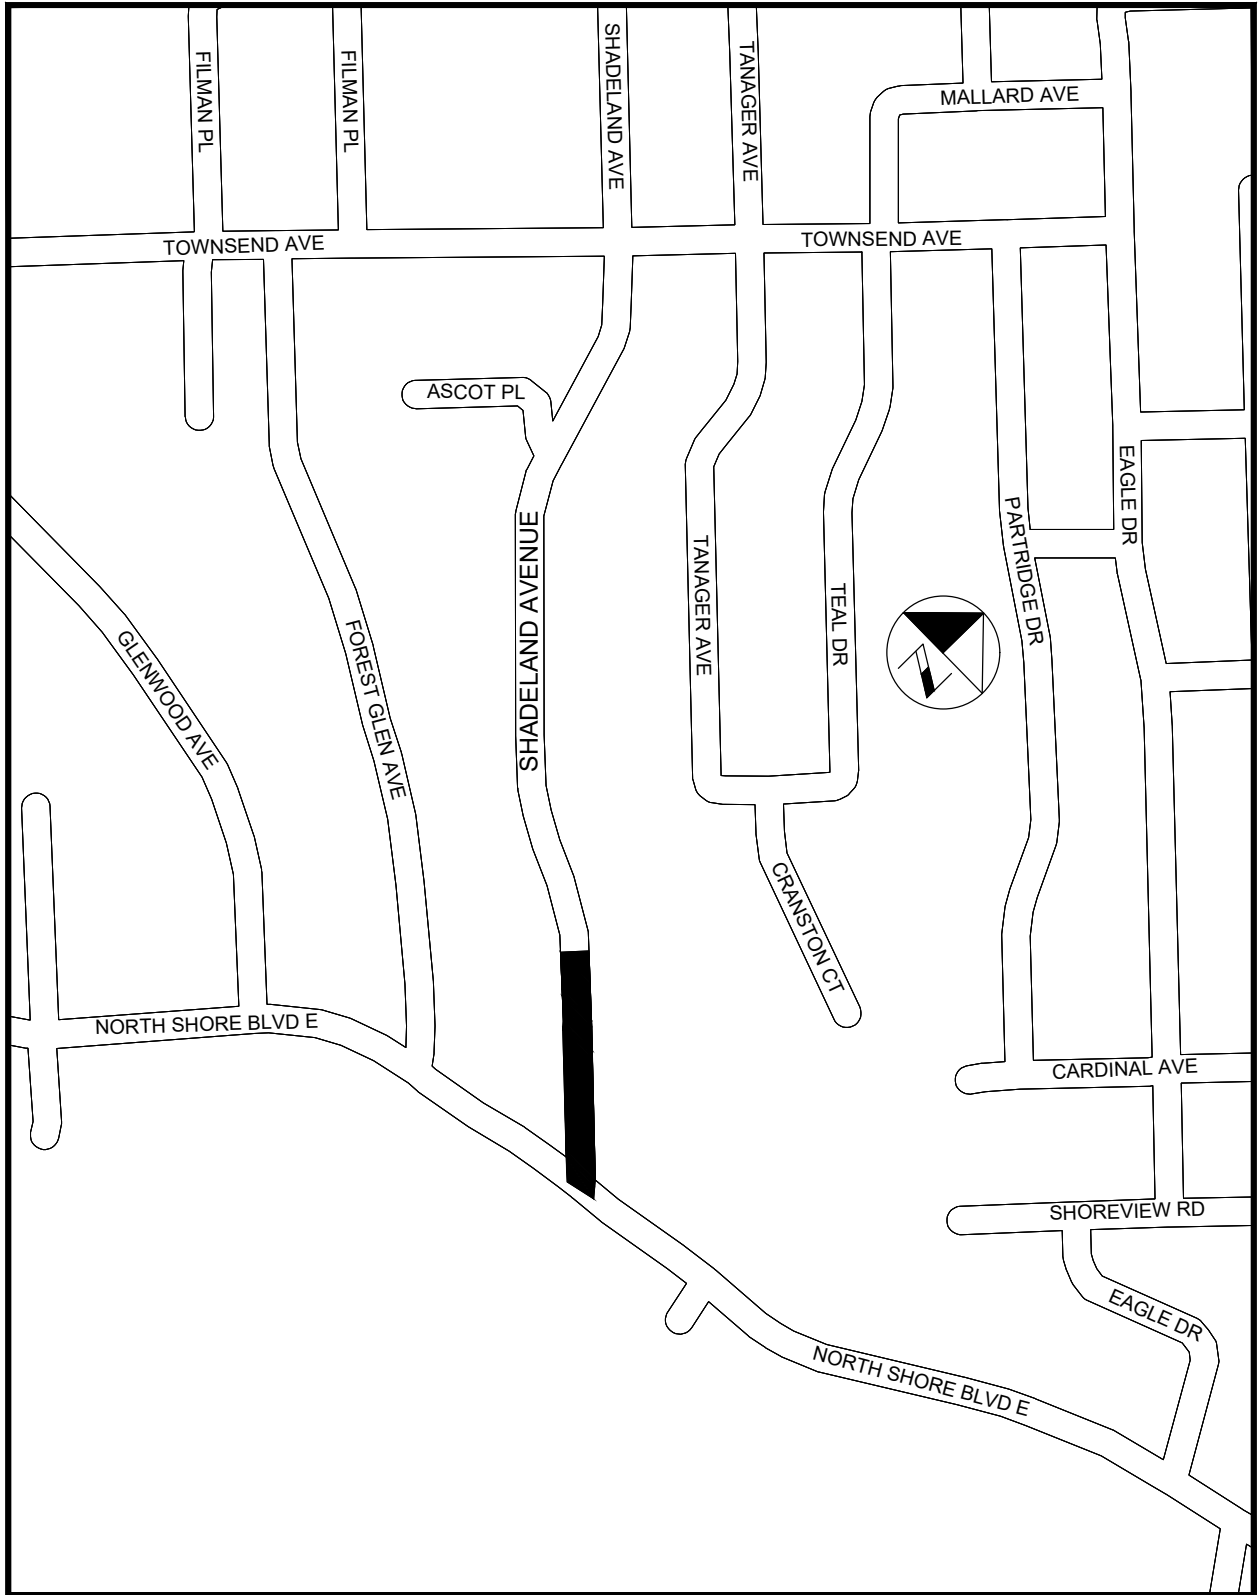 FILMAN PL
FILMAN PL
SHADELAND AVE
TANAGER AVE
MALLARD AVE
TOWNSEND AVE
TOWNSEND AVE
ASCOT PL
EAGLE DR
SHADELAND AVENUE
PARTRIDGE DR
TANAGER AVE
TEAL DR
GLENWOOD AVE
FOREST GLEN AVE
N
CRANSTON CT
NORTH SHORE BLVD E
CARDINAL AVE
SHOREVIEW RD
EAGLE DR
NORTH SHORE BLVD E